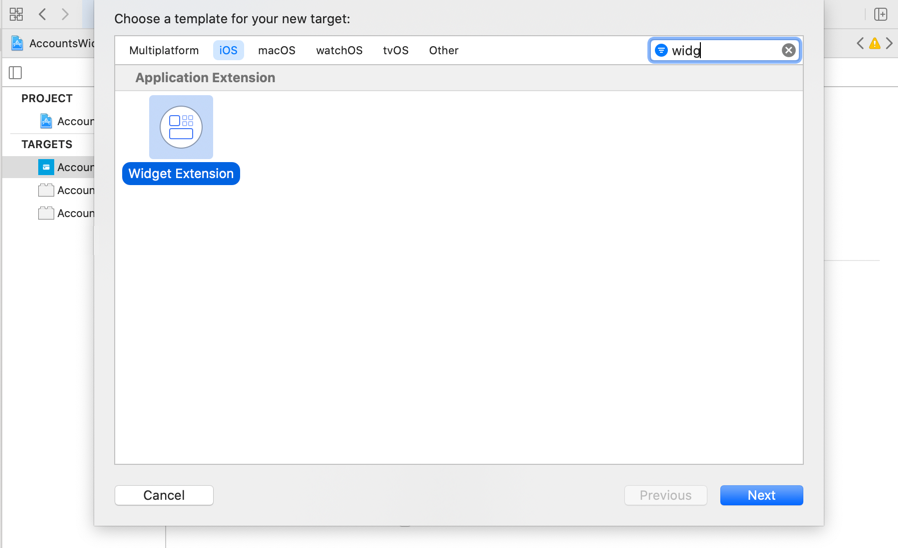 Choose a template for your new target:
AccountsWid
Multiplatform iOS macOS watchOS tvOS Other widg
Application Extension
PROJECT
Accoun
TARGETS
Accoun
Accoun
Accoun
Widget Extension
Cancel Previous Next